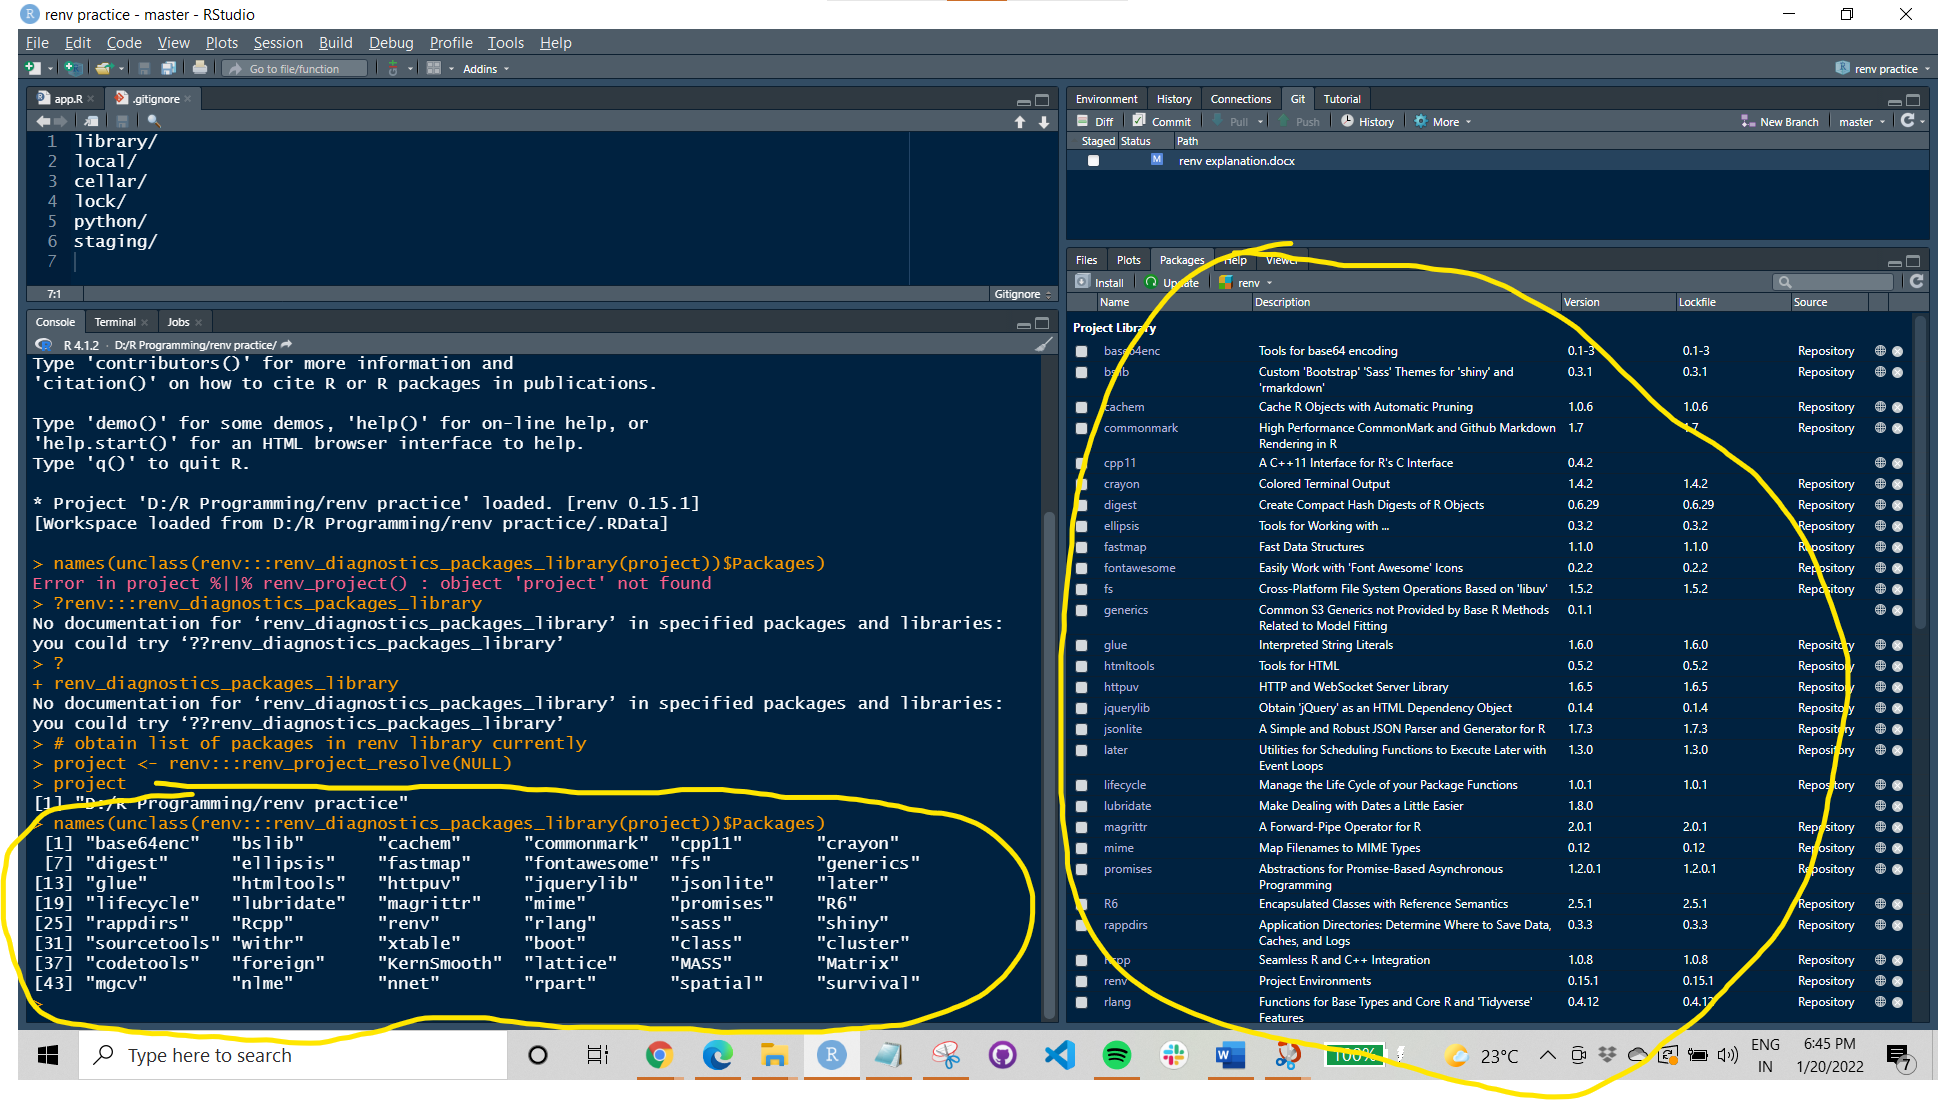 renv practice - master - RStudio
File Edit Code View Plots Session Build Debug Profile Tools Help
Go to file/function Addins renv practice
app.R .gitignore
1 library/
2 local/
3 cellar/
4 lock/
5 python/
6 staging/
7
7:1 Gitignore
Console Terminal Jobs
R 4.1.2 · D:/R Programming/renv practice/
Type 'contributors()' for more information and
'citation()' on how to cite R or R packages in publications.
Type 'demo()' for some demos, 'help()' for on-line help, or
'help.start()' for an HTML browser interface to help.
Type 'q()' to quit R.
* Project 'D:/R Programming/renv practice' loaded. [renv 0.15.1]
[Workspace loaded from D:/R Programming/renv practice/.RData]
> names(unclass(renv:::renv_diagnostics_packages_library(project))$Packages)
Error in project %||% renv_project() : object 'project' not found
> ?renv:::renv_diagnostics_packages_library
No documentation for ‘renv_diagnostics_packages_library’ in specified packages and libraries:
you could try ‘??renv_diagnostics_packages_library’
> ?
+ renv_diagnostics_packages_library
No documentation for ‘renv_diagnostics_packages_library’ in specified packages and libraries:
you could try ‘??renv_diagnostics_packages_library’
> # obtain list of packages in renv library currently
> project <- renv:::renv_project_resolve(NULL)
> project
[1] "D:/R Programming/renv practice"
> names(unclass(renv:::renv_diagnostics_packages_library(project))$Packages)
[1] "base64enc" "bslib" "cachem" "commonmark" "cpp11" "crayon"
[7] "digest" "ellipsis" "fastmap" "fontawesome" "fs" "generics"
[13] "glue" "htmltools" "httpuv" "jquerylib" "jsonlite" "later"
[19] "lifecycle" "lubridate" "magrittr" "mime" "promises" "R6"
[25] "rappdirs" "Rcpp" "renv" "rlang" "sass" "shiny"
[31] "sourcetools" "withr" "xtable" "boot" "class" "cluster"
[37] "codetools" "foreign" "KernSmooth" "lattice" "MASS" "Matrix"
[43] "mgcv" "nlme" "nnet" "rpart" "spatial" "survival"
>
Environment History Connections Git Tutorial
Diff Commit Pull Push History More New Branch master
Staged Status Path
M renv explanation.docx
Files Plots Packages Help Viewer
Install Update renv
Name Description Version Lockfile Source
Project Library
base64enc Tools for base64 encoding 0.1-3 0.1-3 Repository
bslib Custom 'Bootstrap' 'Sass' Themes for 'shiny' and 0.3.1 0.3.1 Repository
'rmarkdown'
cachem Cache R Objects with Automatic Pruning 1.0.6 1.0.6 Repository
commonmark High Performance CommonMark and Github Markdown 1.7 1.7 Repository
Rendering in R
cpp11 A C++11 Interface for R's C Interface 0.4.2
crayon Colored Terminal Output 1.4.2 1.4.2 Repository
digest Create Compact Hash Digests of R Objects 0.6.29 0.6.29 Repository
ellipsis Tools for Working with ... 0.3.2 0.3.2 Repository
fastmap Fast Data Structures 1.1.0 1.1.0 Repository
fontawesome Easily Work with 'Font Awesome' Icons 0.2.2 0.2.2 Repository
fs Cross-Platform File System Operations Based on 'libuv' 1.5.2 1.5.2 Repository
generics Common S3 Generics not Provided by Base R Methods 0.1.1
Related to Model Fitting
glue Interpreted String Literals 1.6.0 1.6.0 Repository
htmltools Tools for HTML 0.5.2 0.5.2 Repository
httpuv HTTP and WebSocket Server Library 1.6.5 1.6.5 Repository
jquerylib Obtain 'jQuery' as an HTML Dependency Object 0.1.4 0.1.4 Repository
jsonlite A Simple and Robust JSON Parser and Generator for R 1.7.3 1.7.3 Repository
later Utilities for Scheduling Functions to Execute Later with 1.3.0 1.3.0 Repository
Event Loops
lifecycle Manage the Life Cycle of your Package Functions 1.0.1 1.0.1 Repository
lubridate Make Dealing with Dates a Little Easier 1.8.0
magrittr A Forward-Pipe Operator for R 2.0.1 2.0.1 Repository
mime Map Filenames to MIME Types 0.12 0.12 Repository
promises Abstractions for Promise-Based Asynchronous 1.2.0.1 1.2.0.1 Repository
Programming
R6 Encapsulated Classes with Reference Semantics 2.5.1 2.5.1 Repository
rappdirs Application Directories: Determine Where to Save Data, 0.3.3 0.3.3 Repository
Caches, and Logs
Rcpp Seamless R and C++ Integration 1.0.8 1.0.8 Repository
renv Project Environments 0.15.1 0.15.1 Repository
rlang Functions for Base Types and Core R and 'Tidyverse' 0.4.12 0.4.12 Repository
Features
Type here to search 100% 23°C ENG 6:45 PM
IN 1/20/2022 7